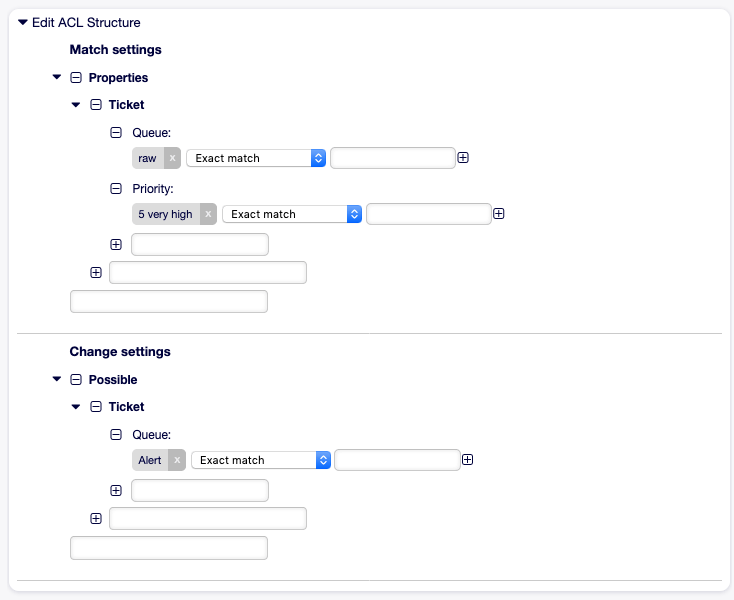 Edit ACL Structure
Match settings
Properties
Ticket
Queue:
raw x Exact match
Priority:
5 very high x Exact match
Change settings
Possible
Ticket
Queue:
Alert x Exact match